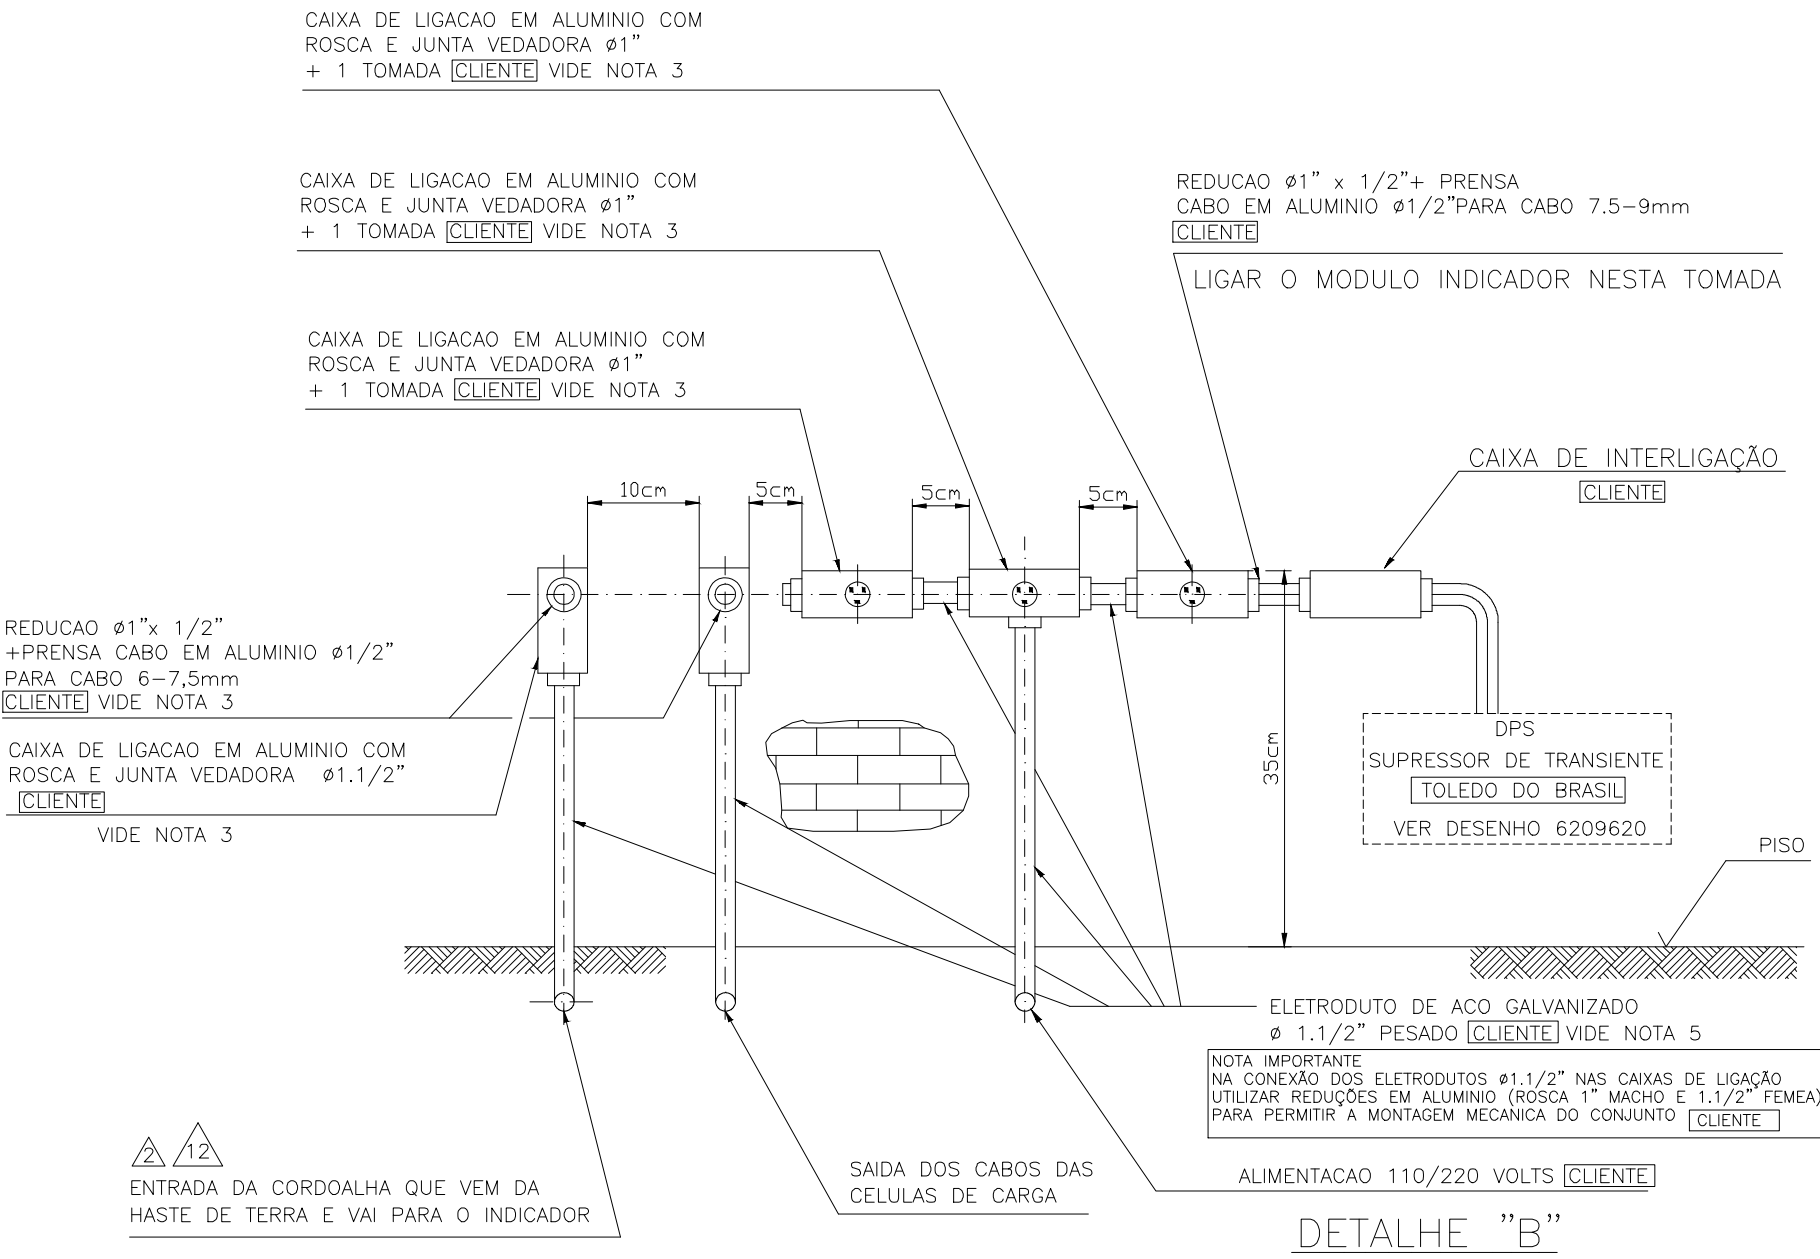 CAIXA DE LIGACAO EM ALUMINIO COM
ROSCA E JUNTA VEDADORA ø1”
+ 1 TOMADA CLIENTE VIDE NOTA 3
CAIXA DE LIGACAO EM ALUMINIO COM
ROSCA E JUNTA VEDADORA ø1”
+ 1 TOMADA CLIENTE VIDE NOTA 3
REDUCAO ø1” x 1/2”+ PRENSA
CABO EM ALUMINIO ø1/2”PARA CABO 7.5-9mm
CLIENTE
LIGAR O MODULO INDICADOR NESTA TOMADA
CAIXA DE LIGACAO EM ALUMINIO COM
ROSCA E JUNTA VEDADORA ø1”
+ 1 TOMADA CLIENTE VIDE NOTA 3
CAIXA DE INTERLIGAÇÃO
CLIENTE
10cm
5cm
5cm
5cm
REDUCAO ø1”x 1/2”
+PRENSA CABO EM ALUMINIO ø1/2”
PARA CABO 6-7,5mm
CLIENTE VIDE NOTA 3
CAIXA DE LIGACAO EM ALUMINIO COM
ROSCA E JUNTA VEDADORA ø1.1/2”
CLIENTE
VIDE NOTA 3
35cm
DPS
SUPRESSOR DE TRANSIENTE
TOLEDO DO BRASIL
VER DESENHO 6209620
PISO
ELETRODUTO DE ACO GALVANIZADO
ø 1.1/2” PESADO CLIENTE VIDE NOTA 5
NOTA IMPORTANTE
NA CONEXÃO DOS ELETRODUTOS ø1.1/2” NAS CAIXAS DE LIGAÇÃO
UTILIZAR REDUÇÕES EM ALUMINIO (ROSCA 1” MACHO E 1.1/2” FEMEA)
PARA PERMITIR A MONTAGEM MECANICA DO CONJUNTO CLIENTE
2 12
ENTRADA DA CORDOALHA QUE VEM DA
HASTE DE TERRA E VAI PARA O INDICADOR
SAIDA DOS CABOS DAS
CELULAS DE CARGA
ALIMENTACAO 110/220 VOLTS CLIENTE
DETALHE ”B”